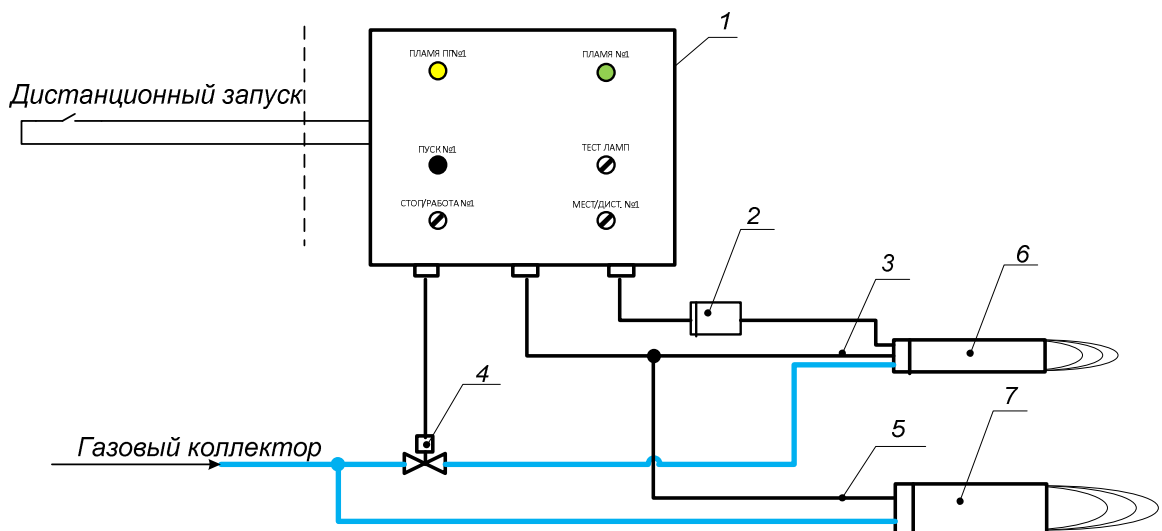 1
ПЛАМЯ ПГ№1
ПЛАМЯ №1
Дистанционный запуск
ПУСК №1
ТЕСТ ЛАМП
СТОП/РАБОТА №1
МЕСТ/ДИСТ. №1
2
3
6
4
7
5
Газовый коллектор